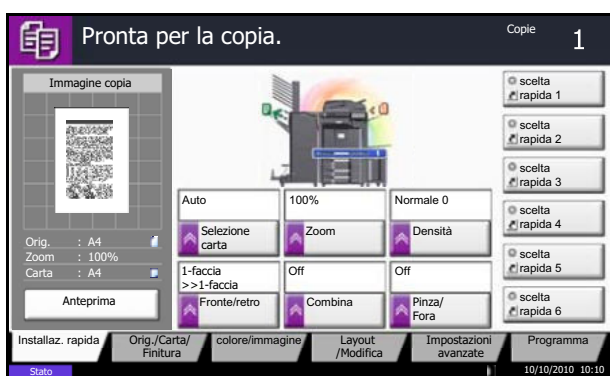 Pronta per la copia.
Copie
1
Immagine copia
Orig. : A4
Zoom : 100%
Carta : A4
Anteprima
Auto
Selezione
carta
100%
Zoom
Normale 0
Densità
1-faccia
>>1-faccia
Fronte/retro
Off
Combina
Off
Pinza/
Fora
scelta
rapida 1
scelta
rapida 2
scelta
rapida 3
scelta
rapida 4
scelta
rapida 5
scelta
rapida 6
Installaz. rapida
Orig./Carta/
Finitura
colore/immagine
Layout
/Modifica
Impostazioni
avanzate
Programma
Stato
10/10/2010 10:10